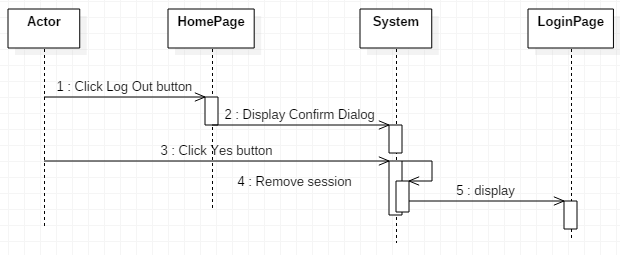 Actor
HomePage
System
LoginPage
1 : Click Log Out button
2 : Display Confirm Dialog
3 : Click Yes button
4 : Remove session
5 : display